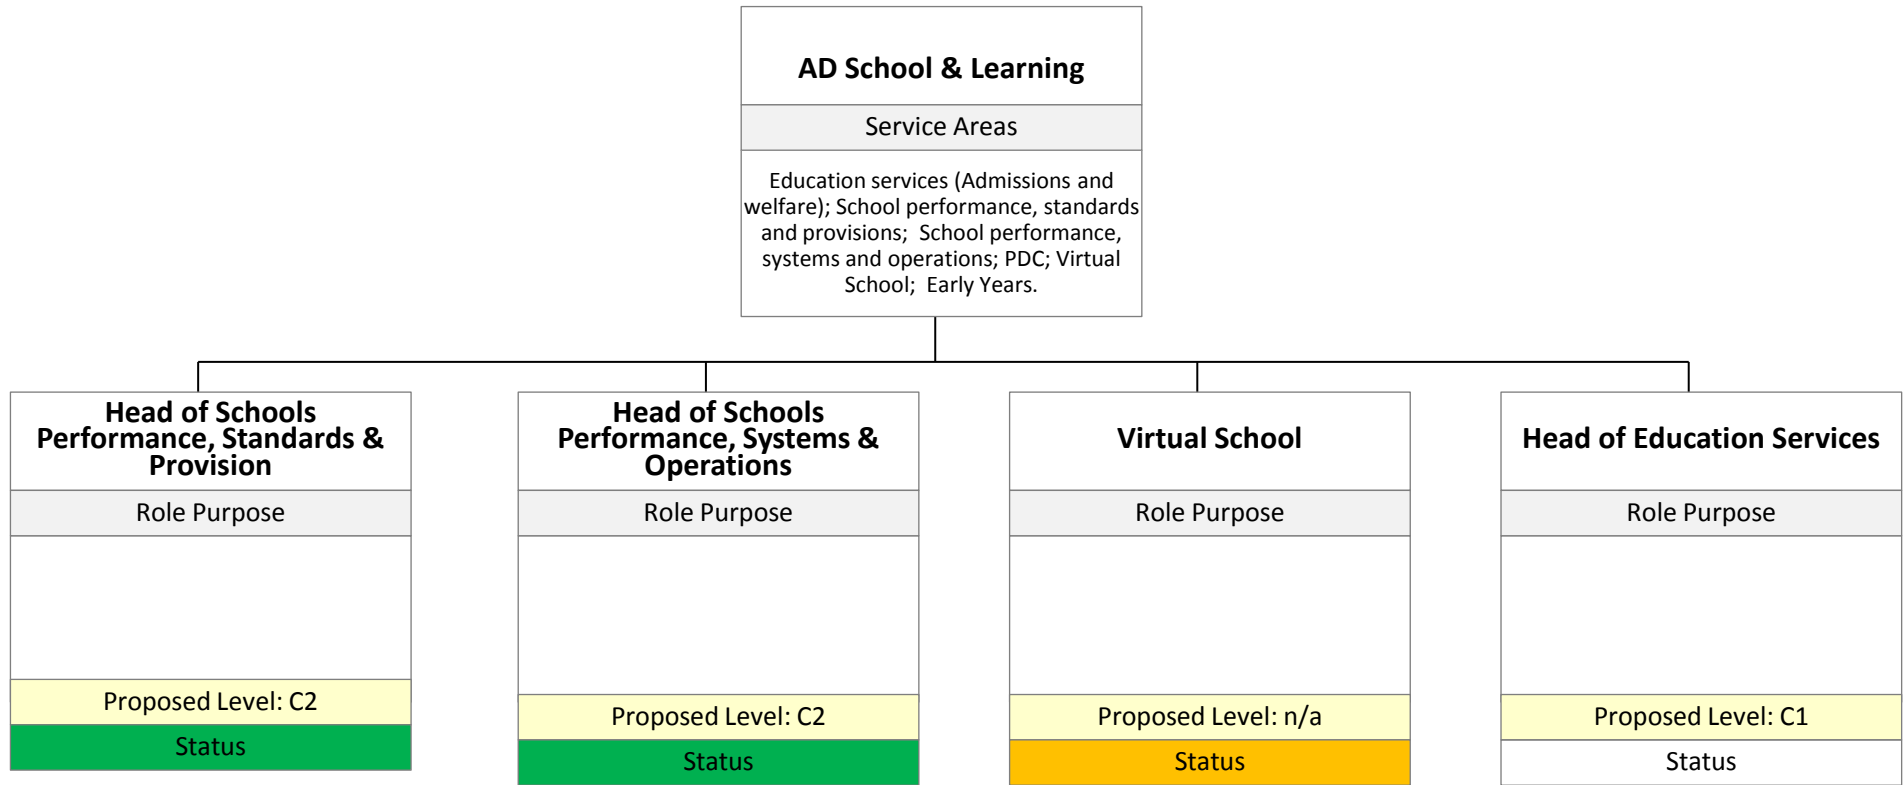 AD School & Learning
Service Areas
Education services (Admissions and
welfare); School performance, standards
and provisions;  School performance,
systems and operations; PDC; Virtual
School;  Early Years.
Head of Schools
Performance, Standards &
Provision
Role Purpose
Proposed Level: C2
Status
Head of Schools
Performance, Systems &
Operations
Role Purpose
Proposed Level: C2
Status
Virtual School
Role Purpose
Proposed Level: n/a
Status
Head of Education Services
Role Purpose
Proposed Level: C1
Status